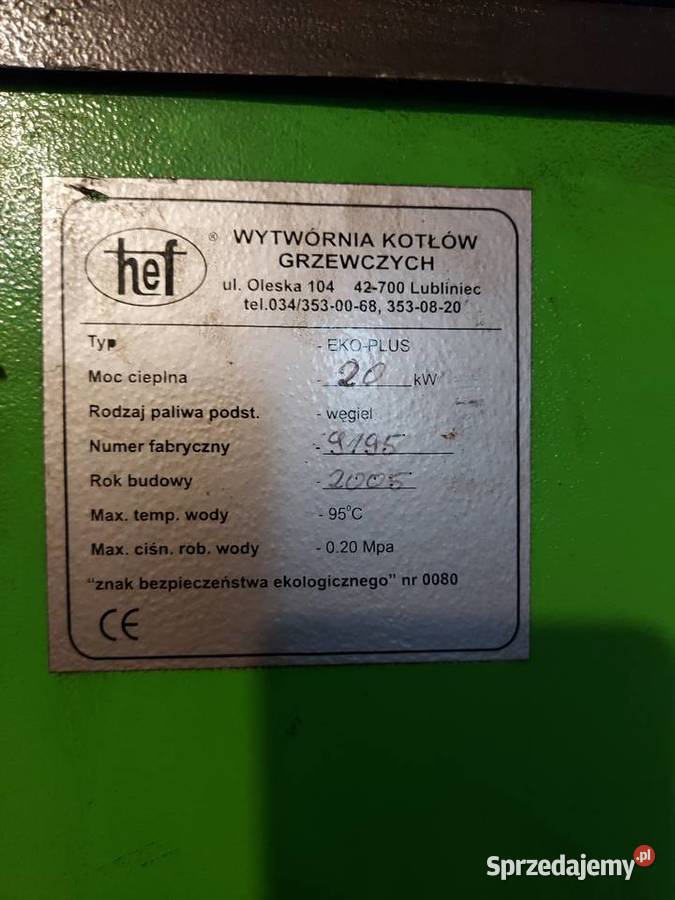 hef ® WYTWÓRNIA KOTŁÓW
GRZEWCZYCH
ul. Oleska 104 42-700 Lubliniec
tel.034/353-00-68, 353-08-20
Typ - EKO-PLUS
Moc cieplna - 20 kW
Rodzaj paliwa podst. - węgiel
Numer fabryczny - 9195
Rok budowy - 2005
Max. temp. wody - 95°C
Max. ciśn. rob. wody - 0.20 Mpa
"znak bezpieczeństwa ekologicznego" nr 0080
CE
Sprzedajemy.pl